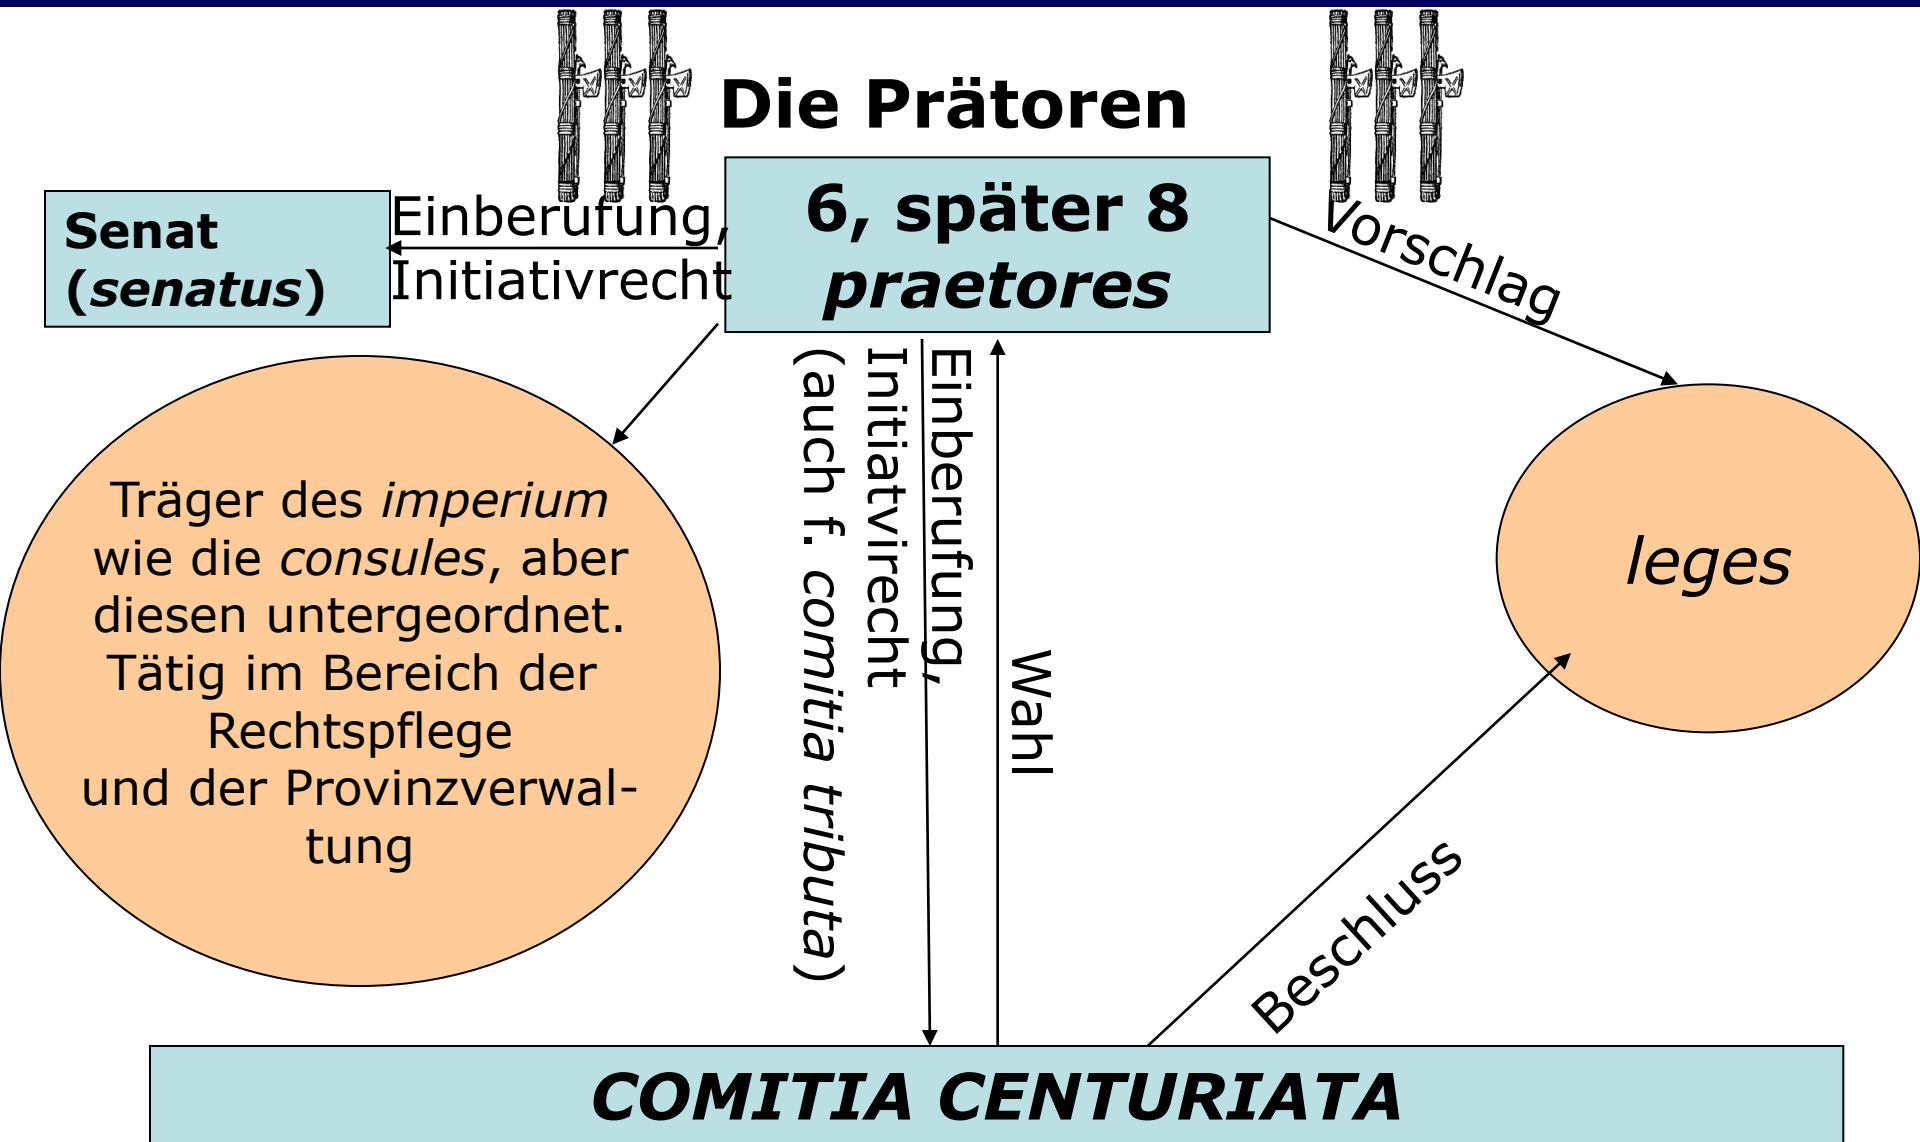 Die Prätoren
6, später 8
praetores
Senat
(senatus)
Einberufung,
Initiativrecht
Vorschlag
Träger des imperium
wie die consules, aber
diesen untergeordnet.
Tätig im Bereich der
Rechtspflege
und der Provinzverwal-
tung
Einberufung,
Initiatvirecht
(auch f. comitia tributa)
Wahl
leges
Beschluss
COMITIA CENTURIATA